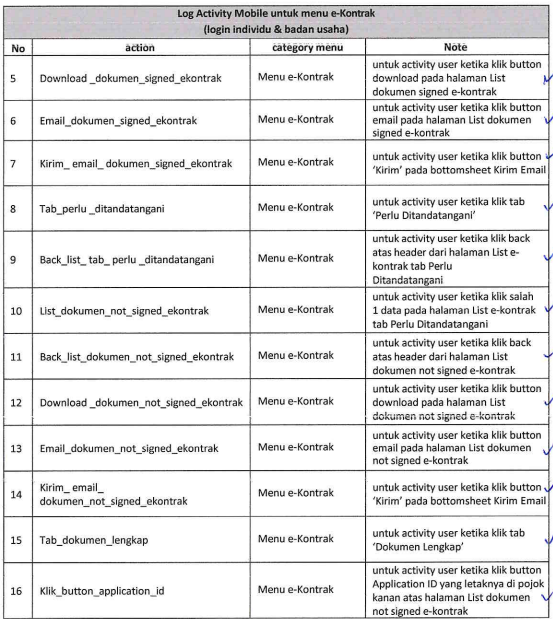 Log Activity Mobile untuk menu e-Kontrak
(login individu & badan usaha)
No action category menu Note
5 Download _dokumen_signed_ekontrak Menu e-Kontrak untuk activity user ketika klik button
download pada halaman List
dokumen signed e-kontrak
6 Email_dokumen_signed_ekontrak Menu e-Kontrak untuk activity user ketika klik button
email pada halaman List dokumen
signed e-kontrak
7 Kirim_ email_ dokumen_signed_ekontrak Menu e-Kontrak untuk activity user ketika klik button
'Kirim' pada bottomsheet Kirim Email
8 Tab_perlu _ditandatangani Menu e-Kontrak untuk activity user ketika klik tab
'Perlu Ditandatangani'
9 Back_list_ tab_ perlu _ditandatangani Menu e-Kontrak untuk activity user ketika klik back
atas header dari halaman List e-
kontrak tab Perlu
Ditandatangani
10 List_dokumen_not_signed_ekontrak Menu e-Kontrak untuk activity user ketika klik salah
1 data pada halaman List e-kontrak
tab Perlu Ditandatangani
11 Back_list_dokumen_not_signed_ekontrak Menu e-Kontrak untuk activity user ketika klik back
atas header dari halaman List
dokumen not signed e-kontrak
12 Download _dokumen_not_signed_ekontrak Menu e-Kontrak untuk activity user ketika klik button
download pada halaman List
dokumen not signed e-kontrak
13 Email_dokumen_not_signed_ekontrak Menu e-Kontrak untuk activity user ketika klik button
email pada halaman List dokumen
not signed e-kontrak
14 Kirim_ email_
dokumen_not_signed_ekontrak Menu e-Kontrak untuk activity user ketika klik button
'Kirim' pada bottomsheet Kirim Email
15 Tab_dokumen_lengkap Menu e-Kontrak untuk activity user ketika klik tab
'Dokumen Lengkap'
16 Klik_button_application_id Menu e-Kontrak untuk activity user ketika klik button
Application ID yang letaknya di pojok
kanan atas halaman List dokumen
not signed e-kontrak